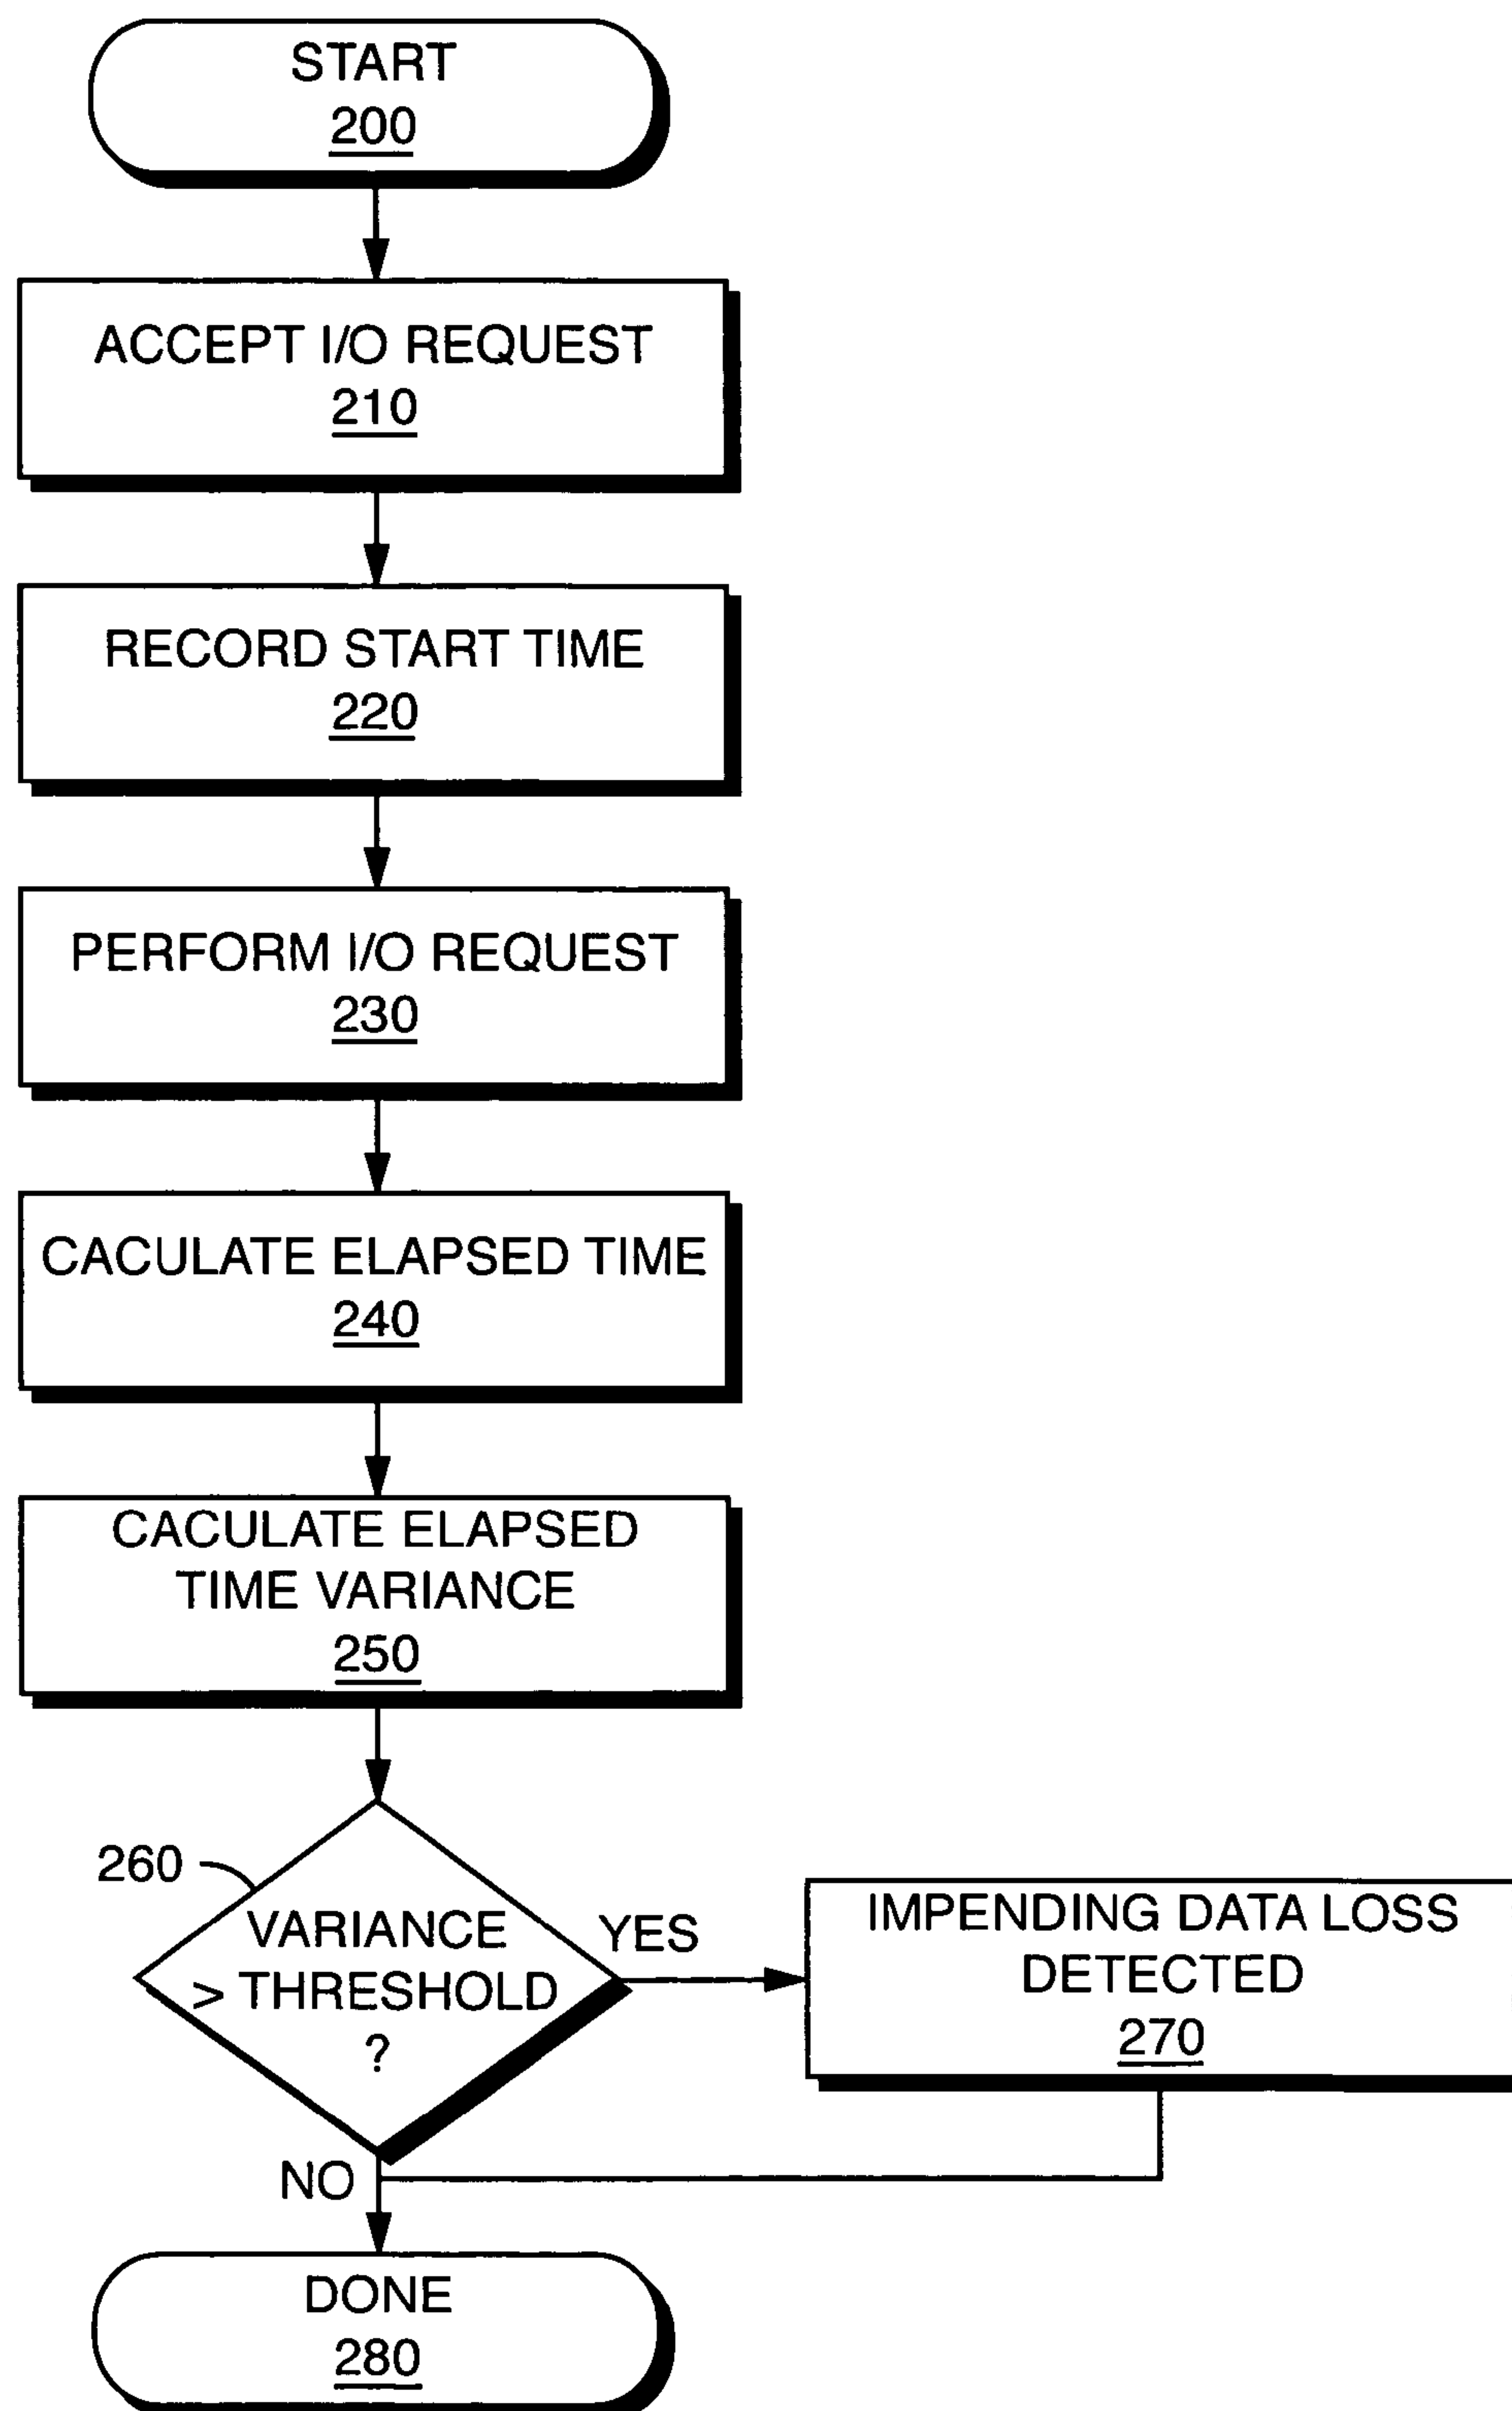 START
200
ACCEPT I/O REQUEST
210
RECORD START TIME
220
PERFORM I/O REQUEST
230
CACULATE ELAPSED TIME
240
CACULATE ELAPSED
TIME VARIANCE
250
260
VARIANCE
> THRESHOLD
?
YES
IMPENDING DATA LOSS
DETECTED
270
NO
DONE
280